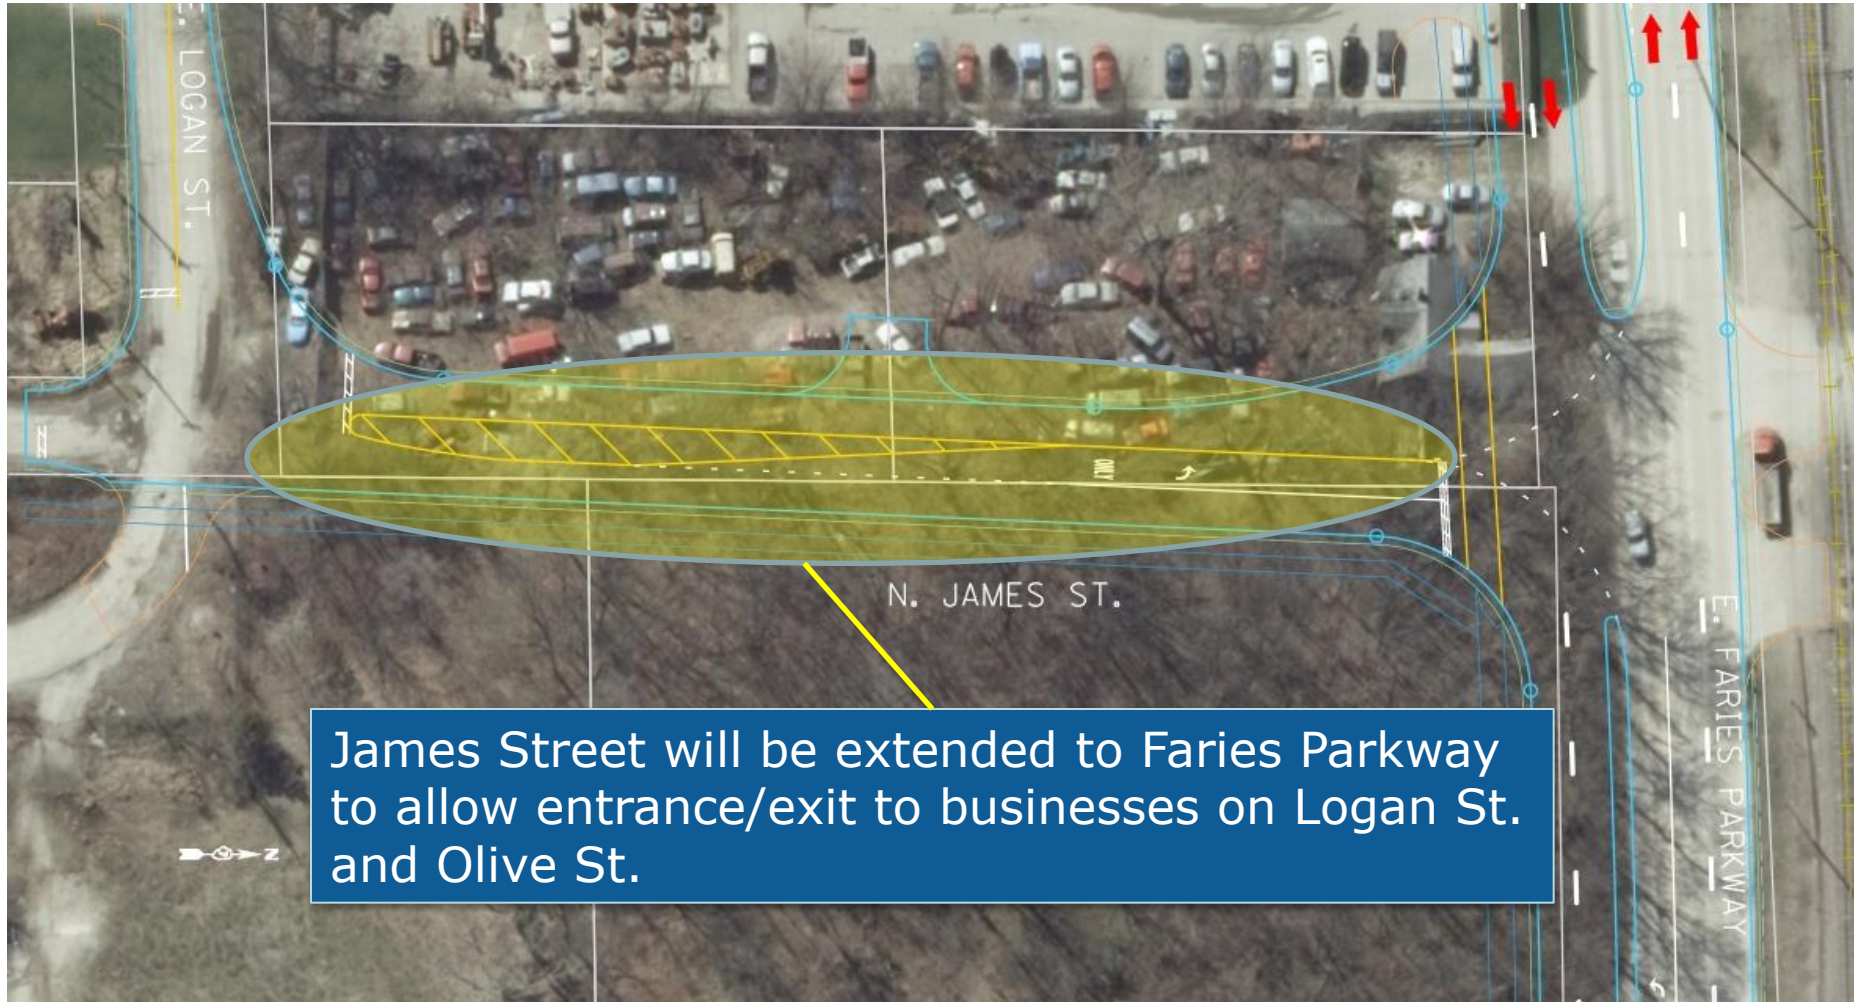 E. LOGAN ST.
ONLY
N. JAMES ST.
E. FARIES PARKWAY
James Street will be extended to Faries Parkway
to allow entrance/exit to businesses on Logan St.
and Olive St.
N